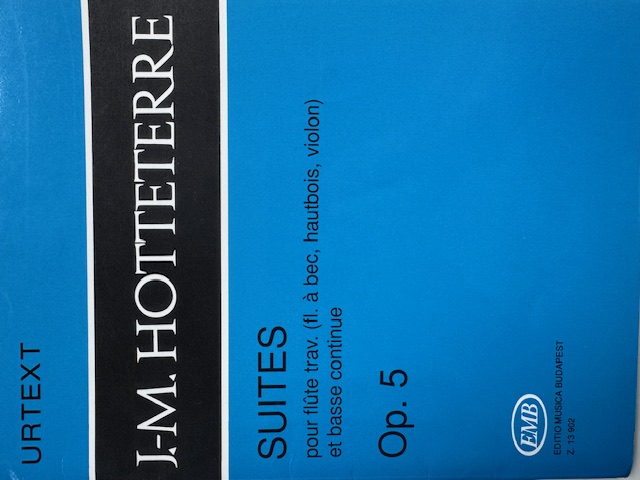 URTEXT
J.-M. HOTTETERRE
SUITES
pour flûte trav. (fl. à bec, hautbois, violon)
et basse continue
Op. 5
EMB
EDITIO MUSICA BUDAPEST
Z. 13 902